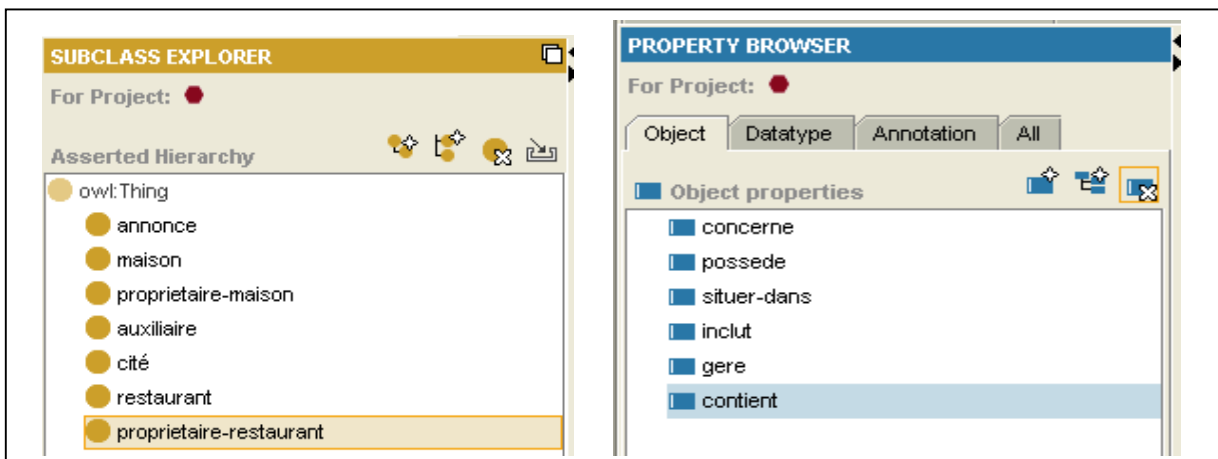 SUBCLASS EXPLORER
For Project:
Asserted Hierarchy
owl:Thing
annonce
maison
proprietaire-maison
auxiliaire
cité
restaurant
proprietaire-restaurant
PROPERTY BROWSER
For Project:
Object Datatype Annotation All
Object properties
concerne
possede
situer-dans
inclut
gere
contient